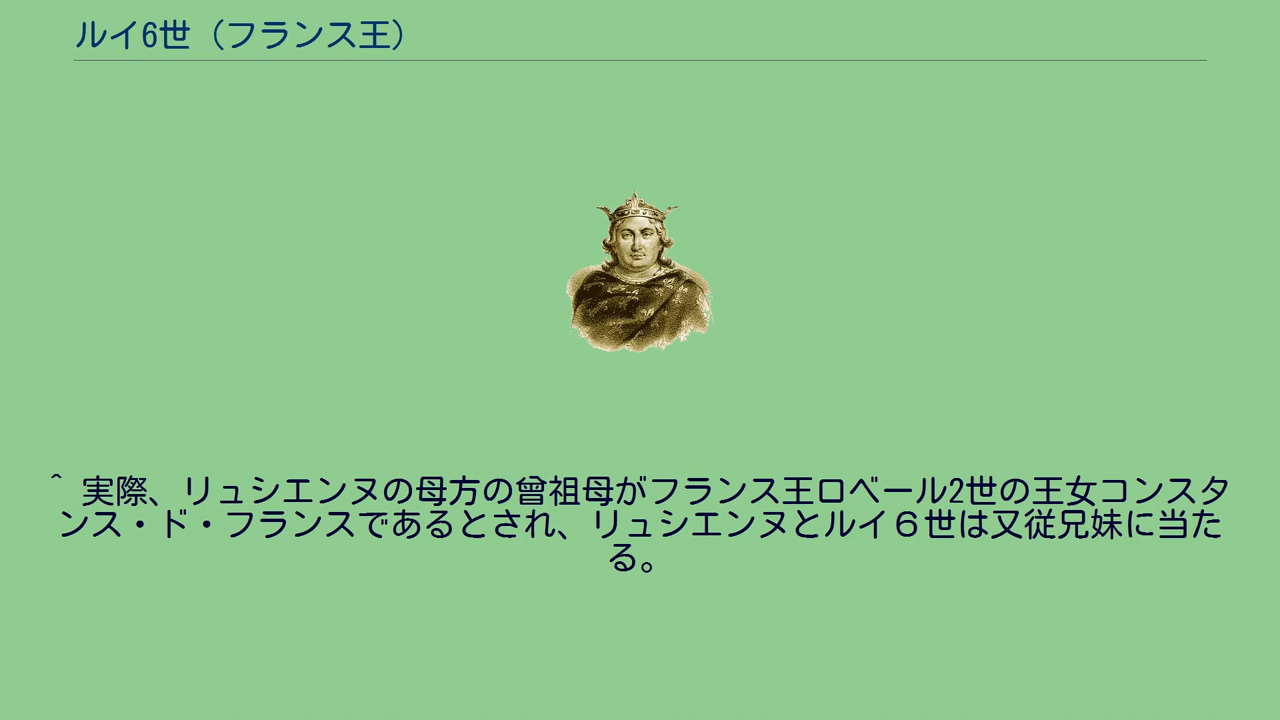 ルイ6世（フランス王）
^ 実際、リュシエンヌの母方の曾祖母がフランス王ロベール2世の王女コンスタ
ンス・ド・フランスであるとされ、リュシエンヌとルイ６世は又従兄妹に当た
る。